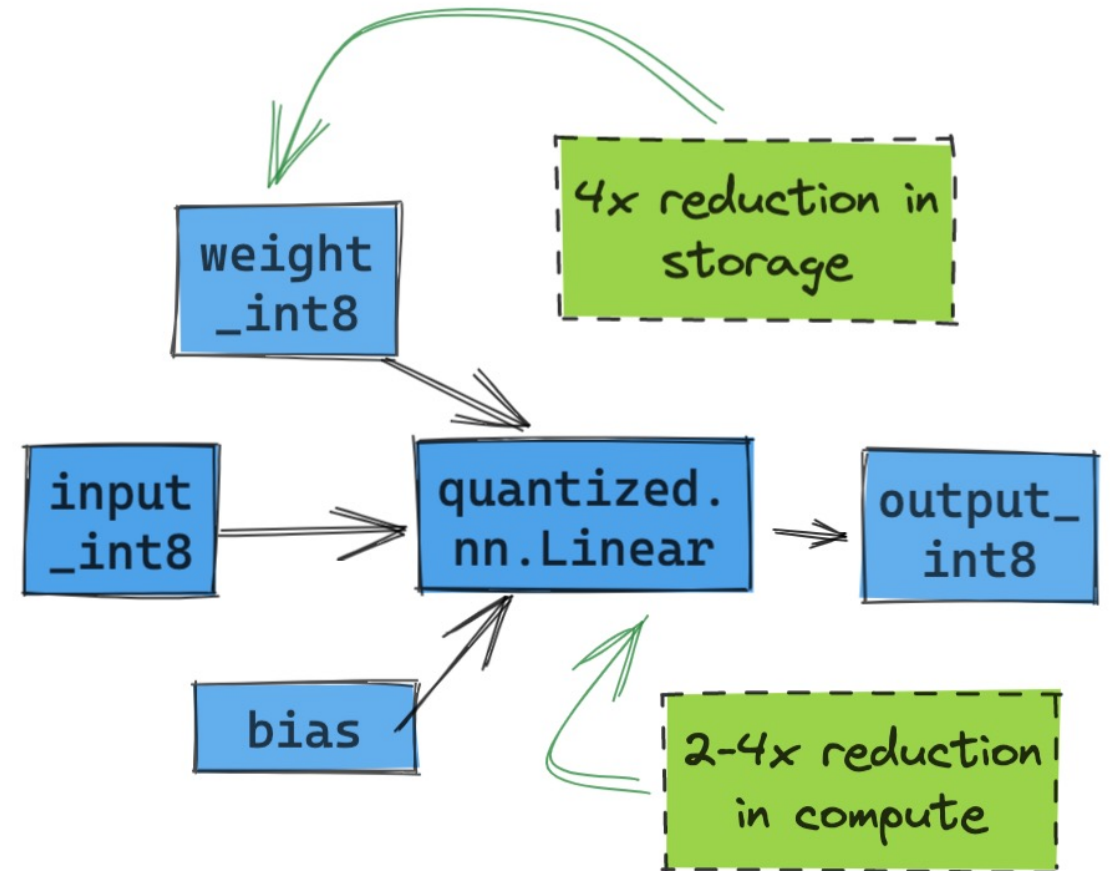 4x reduction in
storage
weight
_int8
input
_int8
quantized.
nn.Linear
output_
int8
bias
2-4x reduction
in compute